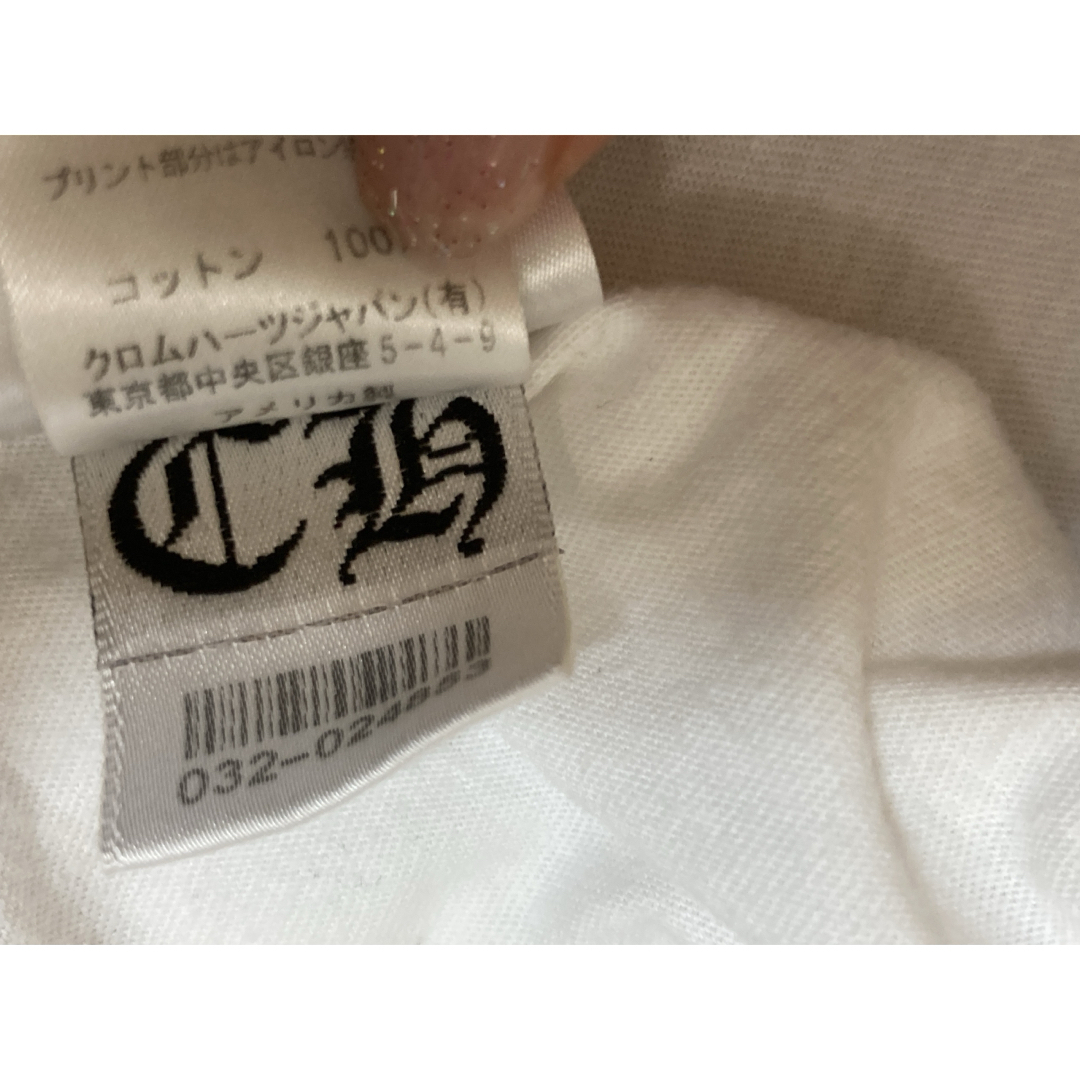 プリント部分はアイロン
コットン 100
クロムハーツジャパン(有)
東京都中央区銀座5-4-9
アメリカ製
CH
032-024883